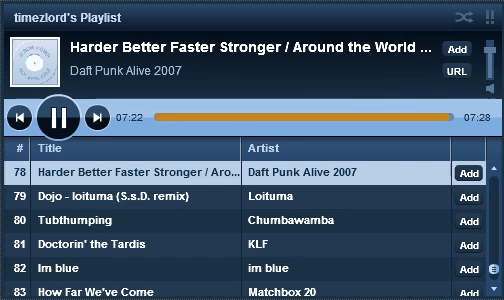 timezlord's Playlist
Harder Better Faster Stronger / Around the World ...
Add
Daft Punk Alive 2007
URL
07:22
07:28
# Title Artist
78 Harder Better Faster Stronger / Aro... Daft Punk Alive 2007 Add
79 Dojo - loituma (S.s.D. remix) Loituma Add
80 Tubthumping Chumbawamba Add
81 Doctorin' the Tardis KLF Add
82 Im blue im blue Add
83 How Far We've Come Matchbox 20 Add